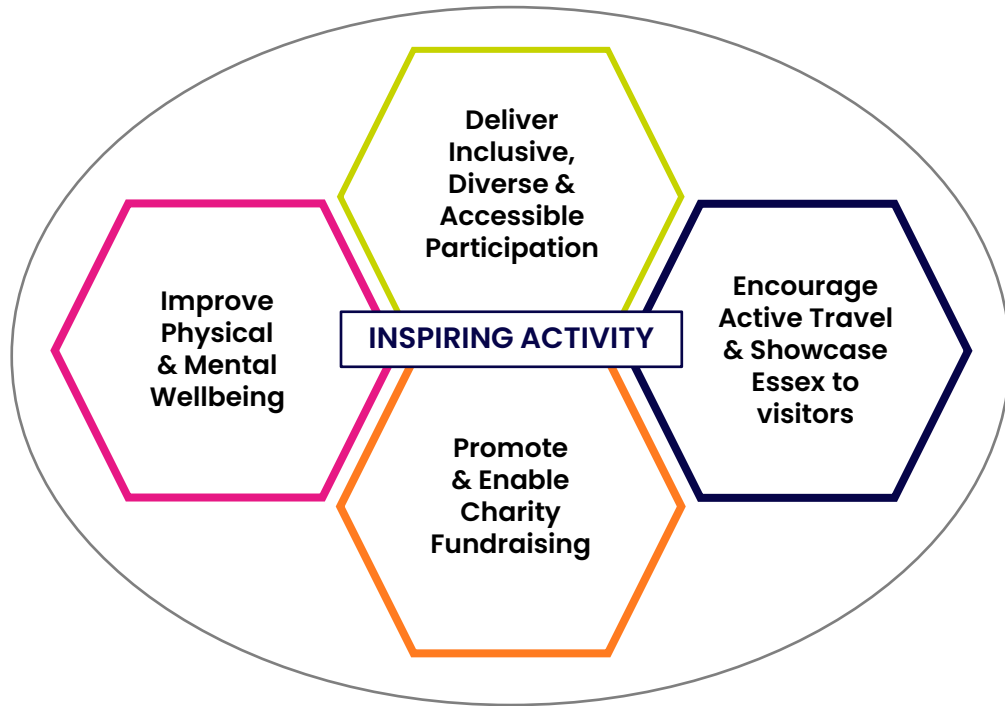 Deliver
Inclusive,
Diverse &
Accessible
Participation
Improve
Physical
& Mental
Wellbeing
INSPIRING ACTIVITY
Encourage
Active Travel
& Showcase
Essex to
visitors
Promote
& Enable
Charity
Fundraising